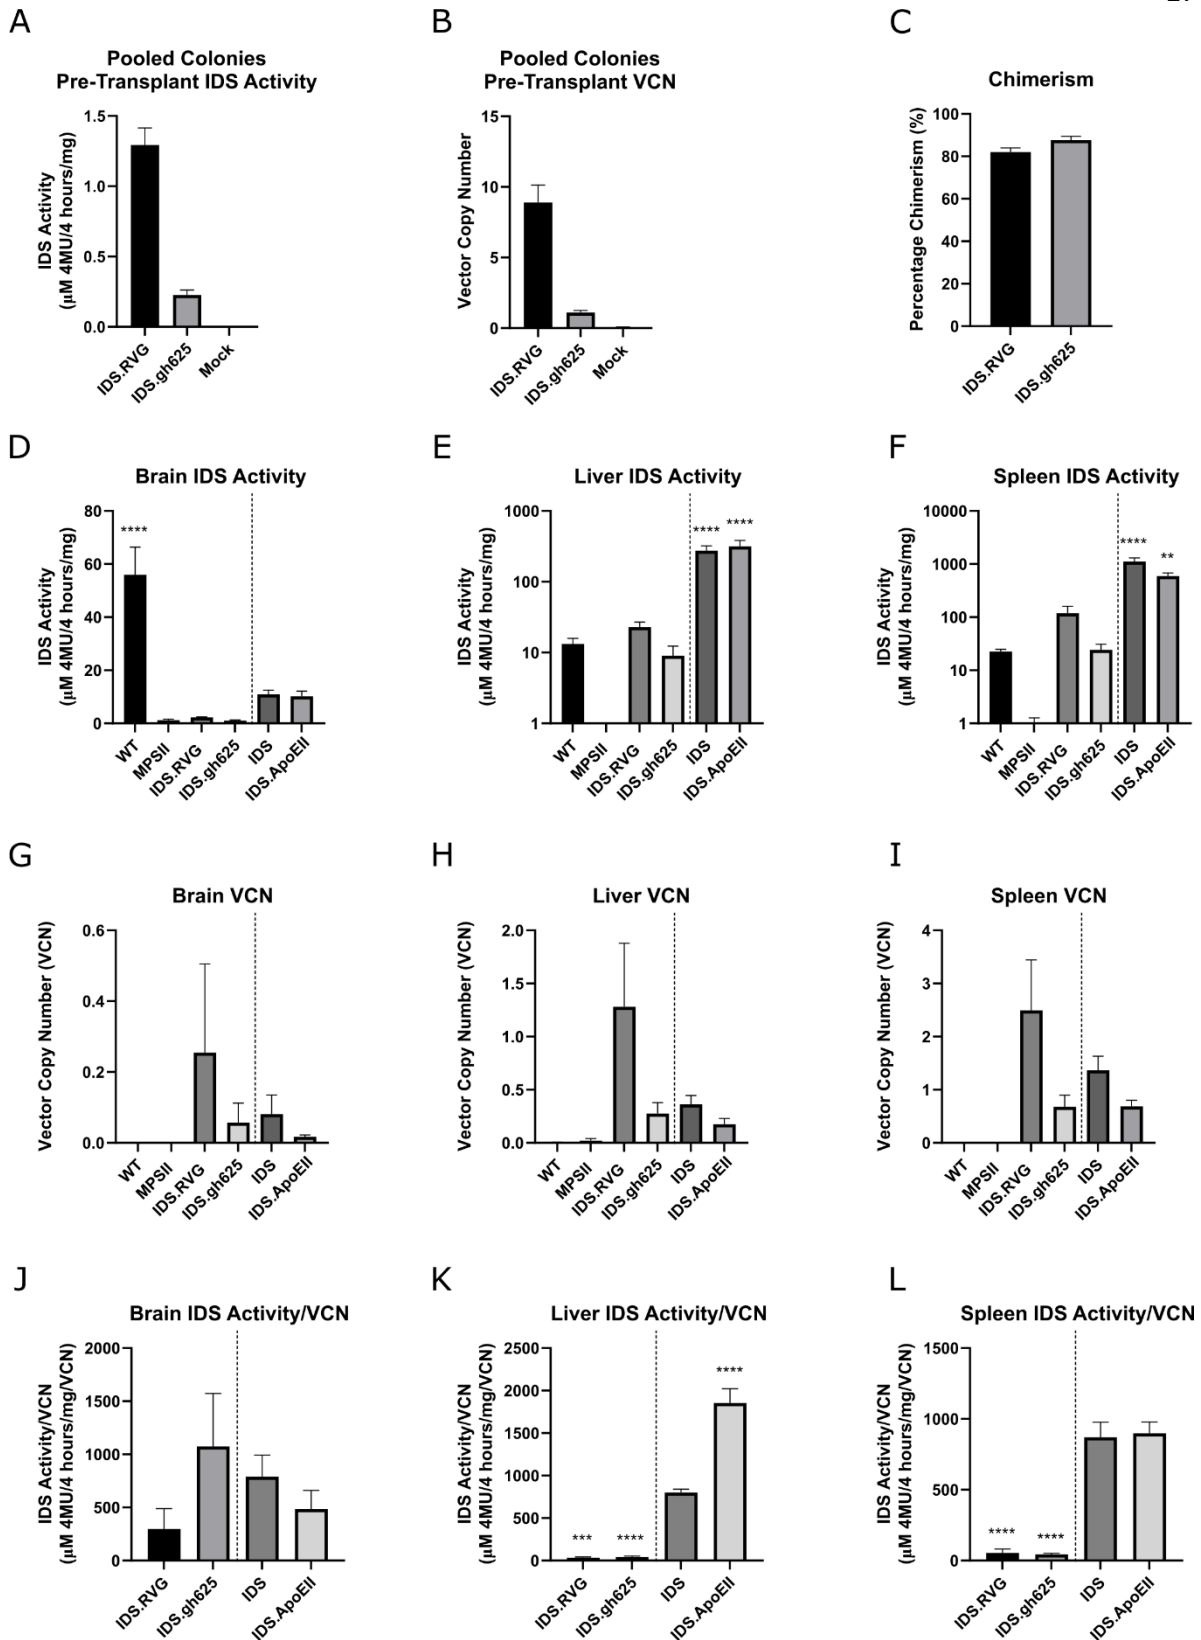 A
Pooled Colonies
Pre-Transplant IDS Activity
IDS Activity
(µM 4MU/4 hours/mg)
1.5
1.0
0.5
0.0
IDS.RVG
IDS.gh625
Mock
B
Pooled Colonies
Pre-Transplant VCN
Vector Copy Number
15
10
5
0
IDS.RVG
IDS.gh625
Mock
C
Chimerism
Percentage Chimerism (%)
100
80
60
40
20
0
IDS.RVG
IDS.gh625
D
Brain IDS Activity
IDS Activity
(µM 4MU/4 hours/mg)
80
60
40
20
0
****
WT
MPSII
IDS.RVG
IDS.gh625
IDS
IDS.ApoEII
E
Liver IDS Activity
IDS Activity
(µM 4MU/4 hours/mg)
1000
100
10
1
****
****
WT
MPSII
IDS.RVG
IDS.gh625
IDS
IDS.ApoEII
F
Spleen IDS Activity
IDS Activity
(µM 4MU/4 hours/mg)
10000
1000
100
10
1
****
**
WT
MPSII
IDS.RVG
IDS.gh625
IDS
IDS.ApoEII
G
Brain VCN
Vector Copy Number (VCN)
0.6
0.4
0.2
0.0
WT
MPSII
IDS.RVG
IDS.gh625
IDS
IDS.ApoEII
H
Liver VCN
Vector Copy Number (VCN)
2.0
1.5
1.0
0.5
0.0
WT
MPSII
IDS.RVG
IDS.gh625
IDS
IDS.ApoEII
I
Spleen VCN
Vector Copy Number (VCN)
4
3
2
1
0
WT
MPSII
IDS.RVG
IDS.gh625
IDS
IDS.ApoEII
J
Brain IDS Activity/VCN
IDS Activity/VCN
(µM 4MU/4 hours/mg/VCN)
2000
1500
1000
500
0
IDS.RVG
IDS.gh625
IDS
IDS.ApoEII
K
Liver IDS Activity/VCN
IDS Activity/VCN
(µM 4MU/4 hours/mg/VCN)
2500
2000
1500
1000
500
0
***
****
****
IDS.RVG
IDS.gh625
IDS
IDS.ApoEII
L
Spleen IDS Activity/VCN
IDS Activity/VCN
(µM 4MU/4 hours/mg/VCN)
1500
1000
500
0
****
****
IDS.RVG
IDS.gh625
IDS
IDS.ApoEII